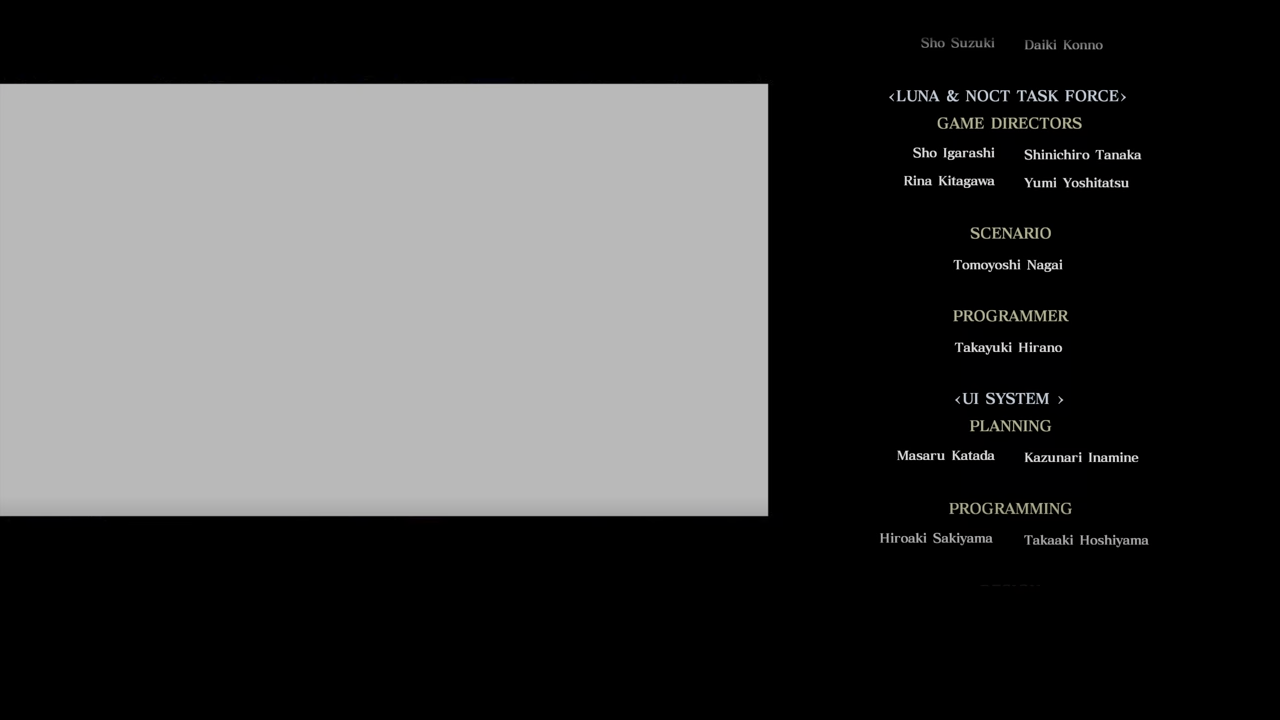 Sho Suzuki Daiki Konno
‹LUNA & NOCT TASK FORCE›
GAME DIRECTORS
Sho Igarashi Shinichiro Tanaka
Rina Kitagawa Yumi Yoshitatsu
SCENARIO
Tomoyoshi Nagai
PROGRAMMER
Takayuki Hirano
‹UI SYSTEM ›
PLANNING
Masaru Katada Kazunari Inamine
PROGRAMMING
Hiroaki Sakiyama Takaaki Hoshiyama